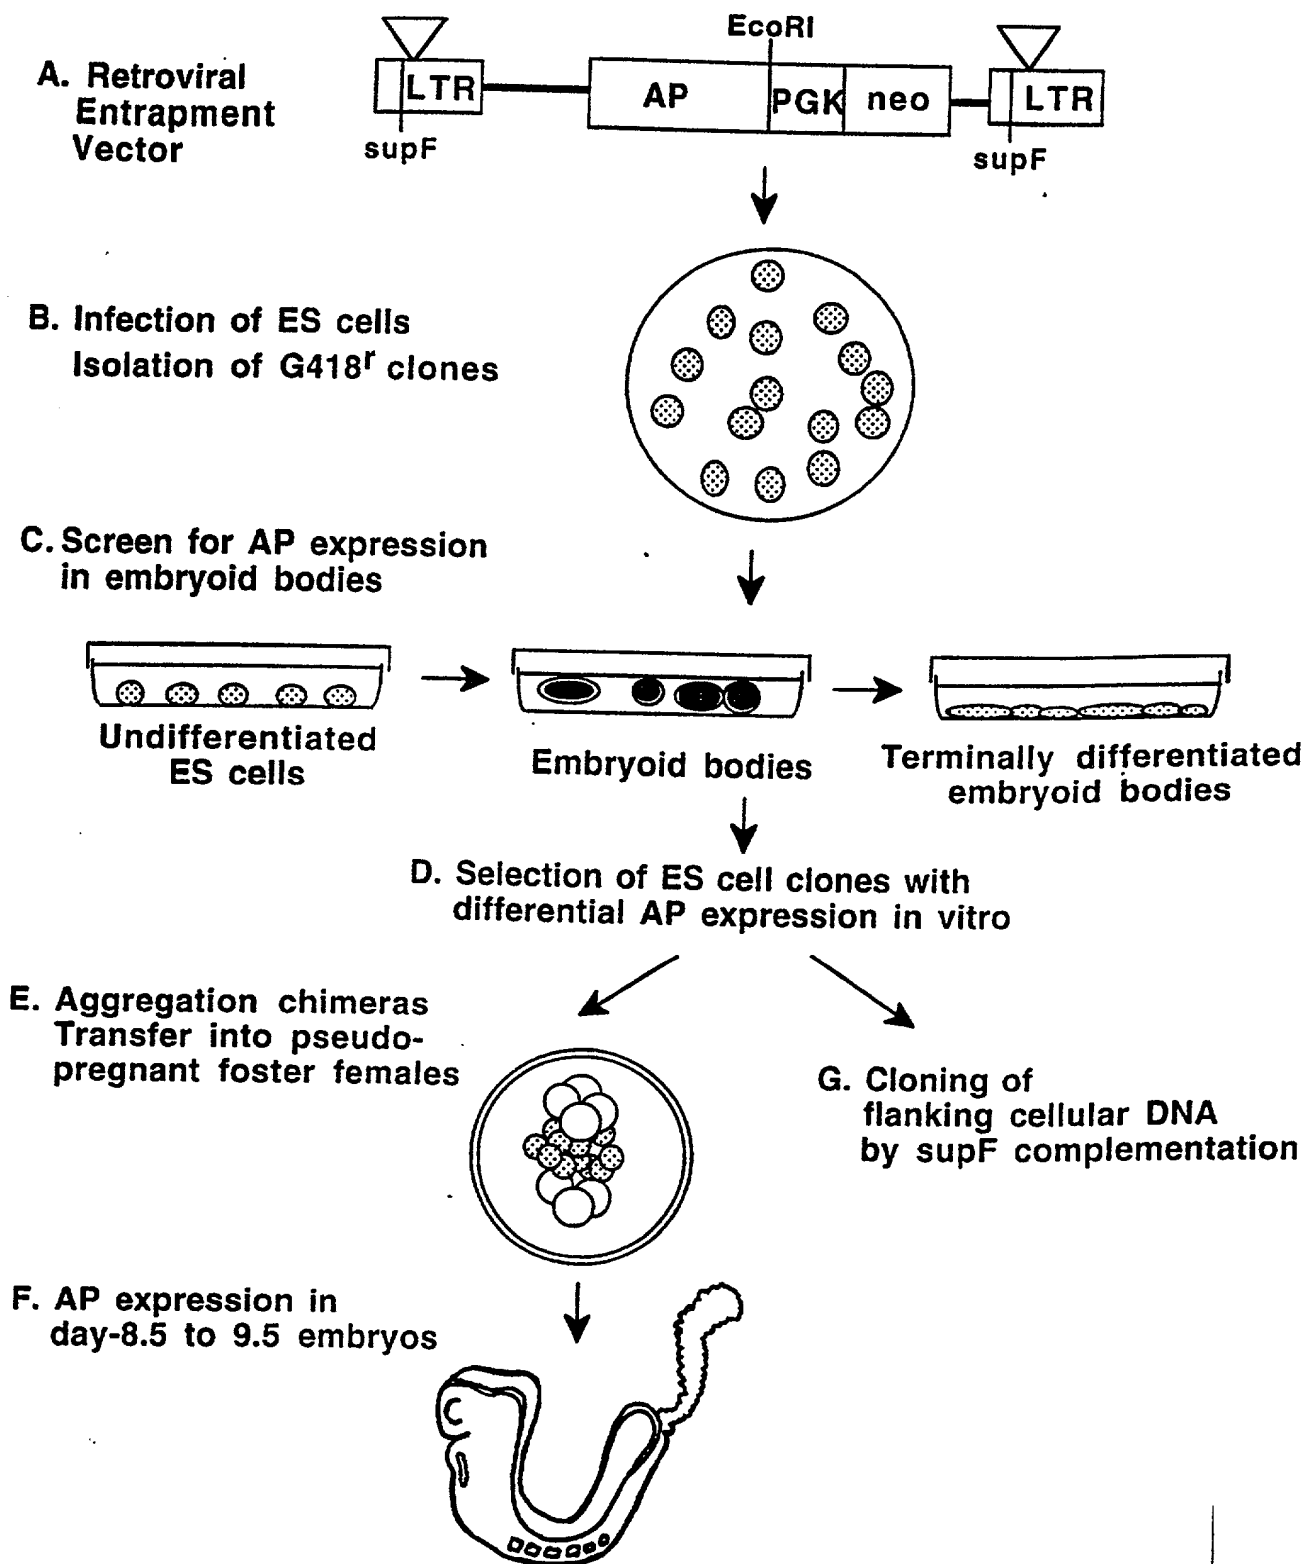 A. Retroviral
Entrapment
Vector
EcoRI
LTR
AP
PGK
neo
LTR
supF
supF
B. Infection of ES cells
Isolation of G418r clones
C. Screen for AP expression
in embryoid bodies
Undifferentiated
ES cells
Embryoid bodies
Terminally differentiated
embryoid bodies
D. Selection of ES cell clones with
differential AP expression in vitro
E. Aggregation chimeras
Transfer into pseudo-
pregnant foster females
G. Cloning of
flanking cellular DNA
by supF complementation
F. AP expression in
day-8.5 to 9.5 embryos